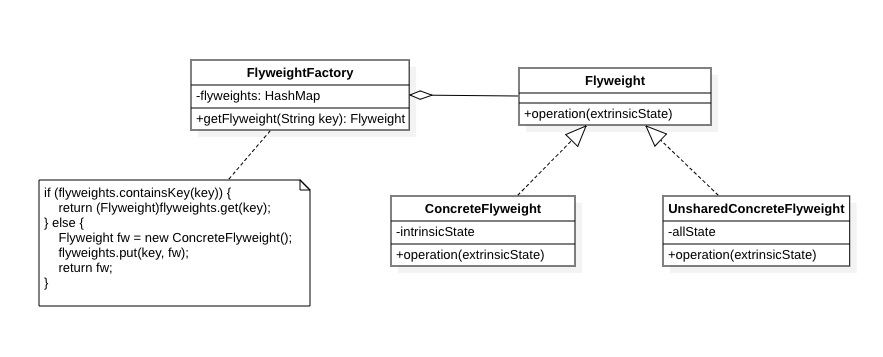 FlyweightFactory
-flyweights: HashMap
+getFlyweight(String key): Flyweight
Flyweight
+operation(extrinsicState)
if (flyweights.containsKey(key)) {
return (Flyweight)flyweights.get(key);
} else {
Flyweight fw = new ConcreteFlyweight();
flyweights.put(key, fw);
return fw;
}
ConcreteFlyweight
-intrinsicState
+operation(extrinsicState)
UnsharedConcreteFlyweight
-allState
+operation(extrinsicState)